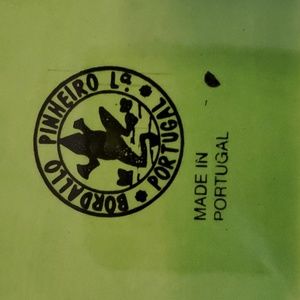 BORDALLO PINHEIRO Lª.
PORTUGAL
MADE IN
PORTUGAL